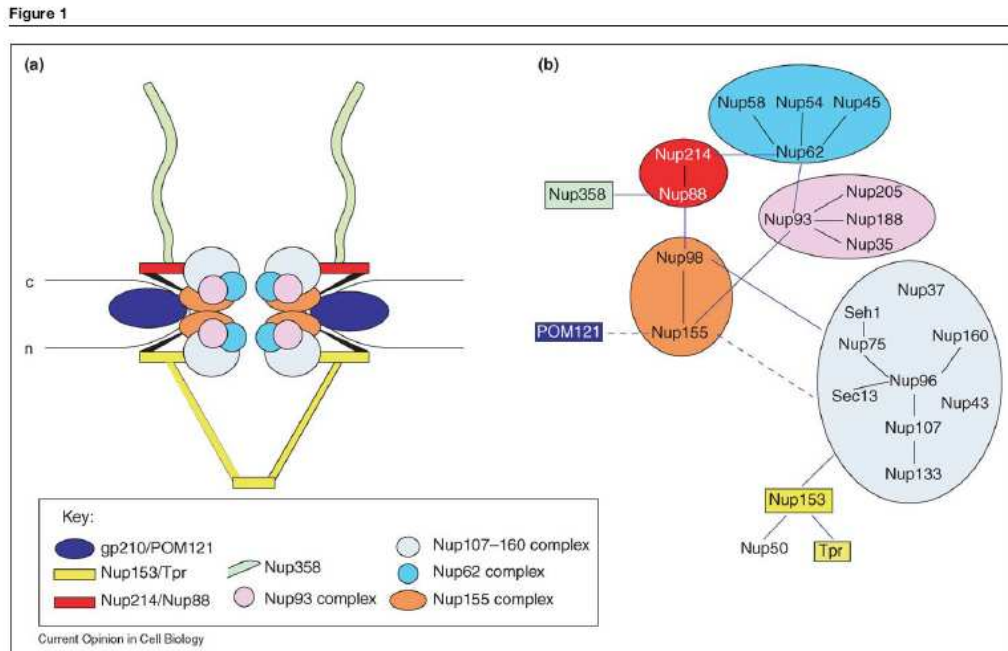 Figure 1
(a)
c
n
(b)
Nup58 Nup54 Nup45
Nup62
Nup214
Nup88
Nup358
Nup205
Nup93 Nup188
Nup35
Nup98
Nup155
POM121
Nup37
Seh1
Nup75 Nup160
Nup96
Sec13
Nup43
Nup107
Nup133
Nup153
Nup50 Tpr
Key:
gp210/POM121
Nup153/Tpr
Nup214/Nup88
Nup358
Nup93 complex
Nup107–160 complex
Nup62 complex
Nup155 complex
Current Opinion in Cell Biology